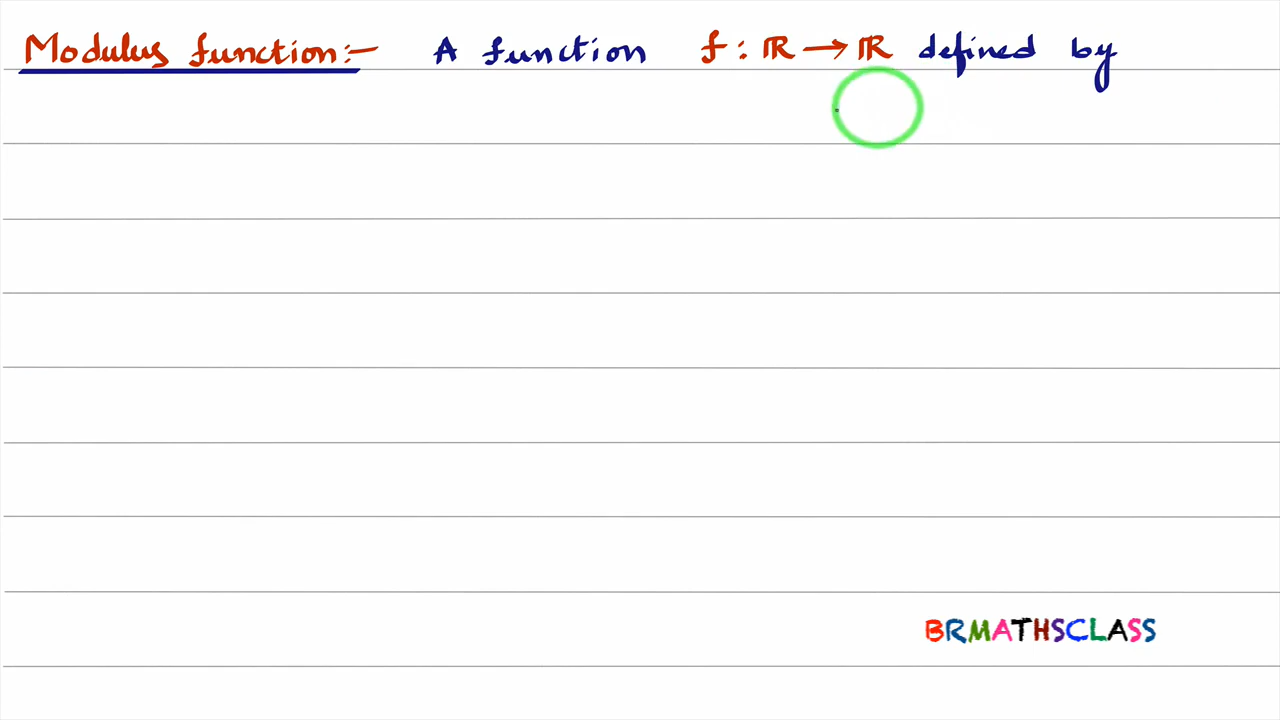 Modulus function:- A function f : ℝ → ℝ defined by
BRMATHSCLASS